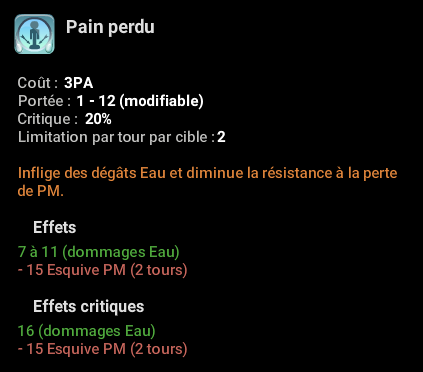 Pain perdu
Coût : 3PA
Portée : 1 - 12 (modifiable)
Critique : 20%
Limitation par tour par cible : 2
Inflige des dégâts Eau et diminue la résistance à la perte
de PM.
Effets
7 à 11 (dommages Eau)
- 15 Esquive PM (2 tours)
Effets critiques
16 (dommages Eau)
- 15 Esquive PM (2 tours)